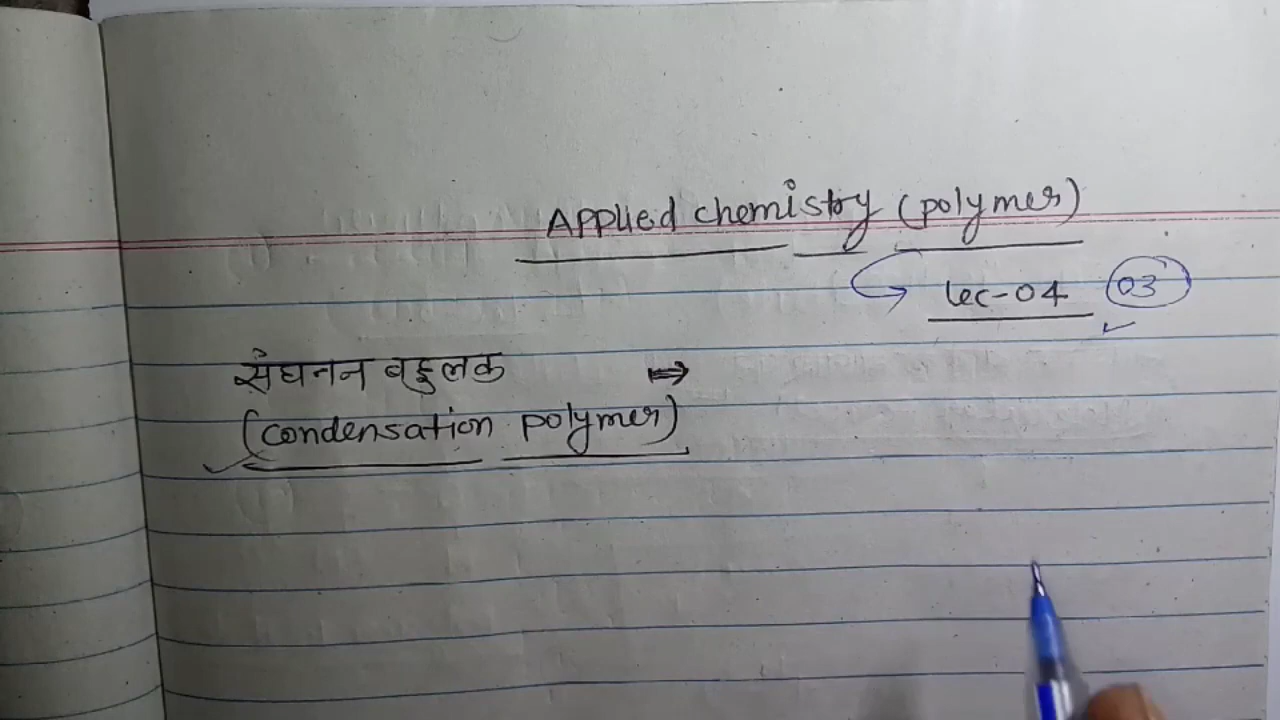 Applied chemistry (polymer)
lec-04 03
संघनन बहुलक ⇒
(condensation polymer)